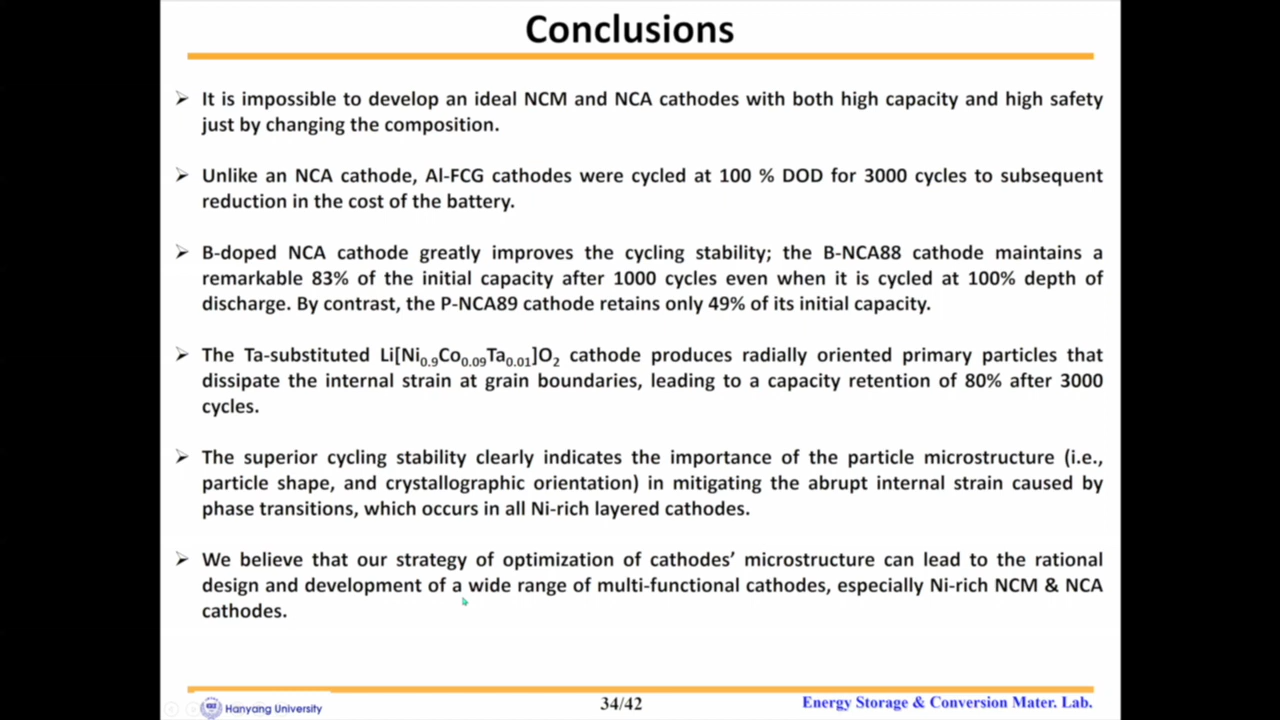 Conclusions
➢ It is impossible to develop an ideal NCM and NCA cathodes with both high capacity and high safety
just by changing the composition.
➢ Unlike an NCA cathode, Al-FCG cathodes were cycled at 100 % DOD for 3000 cycles to subsequent
reduction in the cost of the battery.
➢ B-doped NCA cathode greatly improves the cycling stability; the B-NCA88 cathode maintains a
remarkable 83% of the initial capacity after 1000 cycles even when it is cycled at 100% depth of
discharge. By contrast, the P-NCA89 cathode retains only 49% of its initial capacity.
➢ The Ta-substituted Li[Ni₀.₉Co₀.₀₉Ta₀.₀₁]O₂ cathode produces radially oriented primary particles that
dissipate the internal strain at grain boundaries, leading to a capacity retention of 80% after 3000
cycles.
➢ The superior cycling stability clearly indicates the importance of the particle microstructure (i.e.,
particle shape, and crystallographic orientation) in mitigating the abrupt internal strain caused by
phase transitions, which occurs in all Ni-rich layered cathodes.
➢ We believe that our strategy of optimization of cathodes’ microstructure can lead to the rational
design and development of a wide range of multi-functional cathodes, especially Ni-rich NCM & NCA
cathodes.
Hanyang University
34/42
Energy Storage & Conversion Mater. Lab.